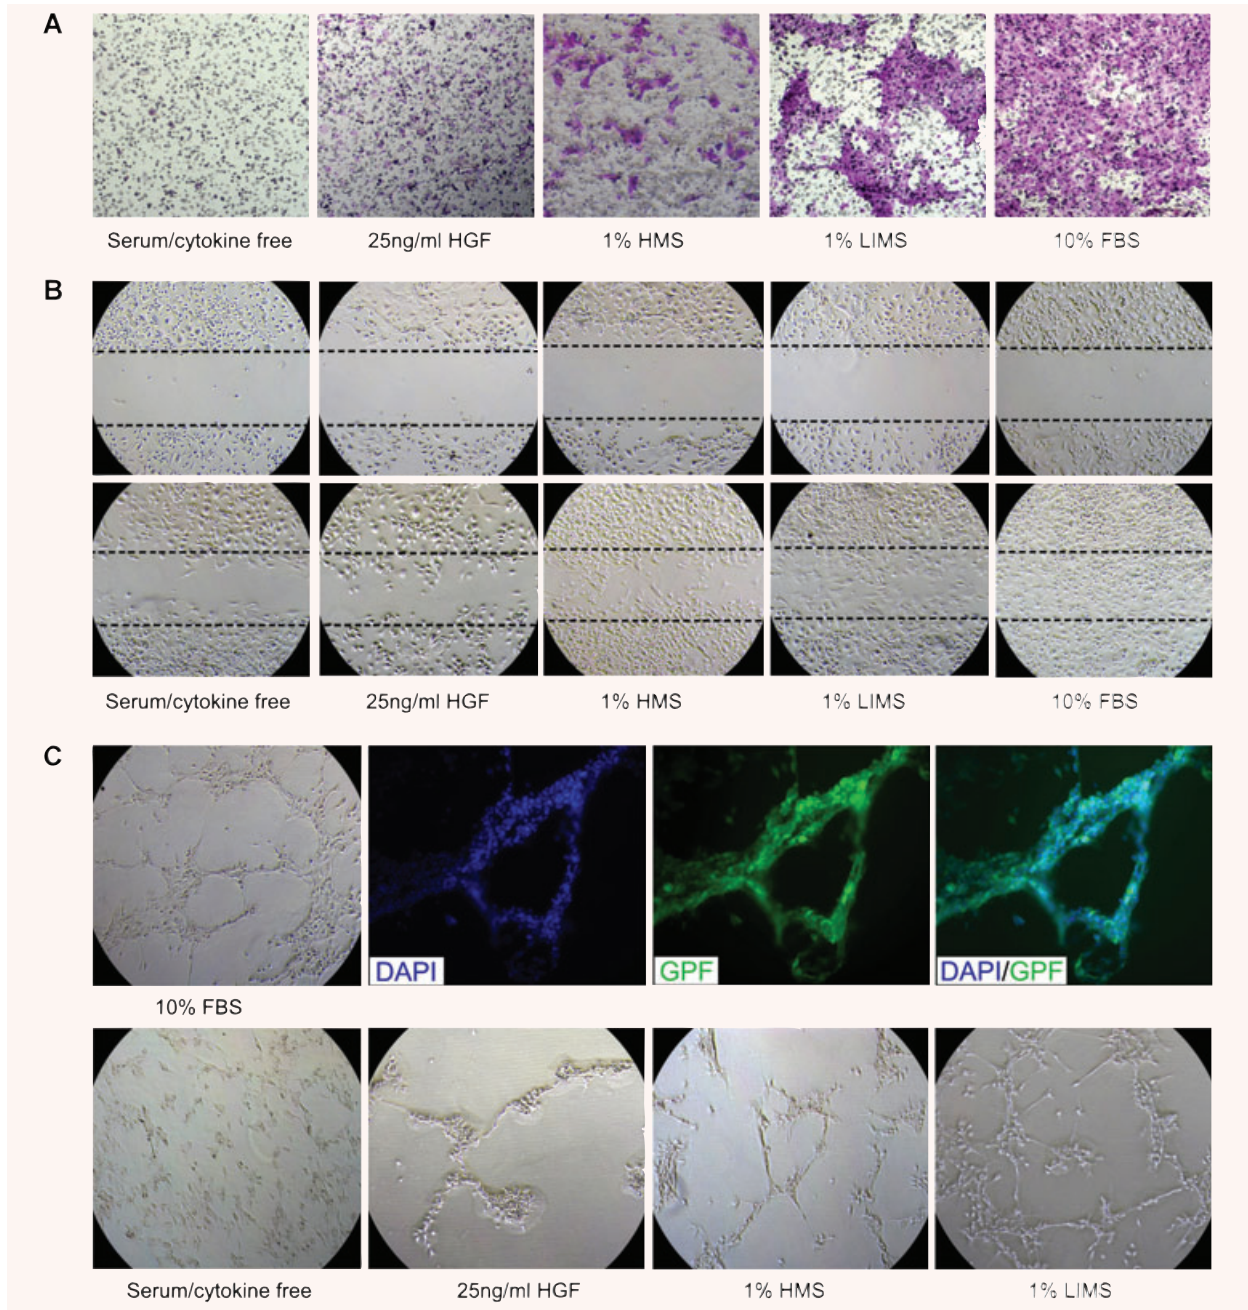 A
Serum/cytokine free
25ng/ml HGF
1% HMS
1% LIMS
10% FBS
B
Serum/cytokine free
25ng/ml HGF
1% HMS
1% LIMS
10% FBS
C
DAPI
GPF
DAPI/GPF
10% FBS
Serum/cytokine free
25ng/ml HGF
1% HMS
1% LIMS